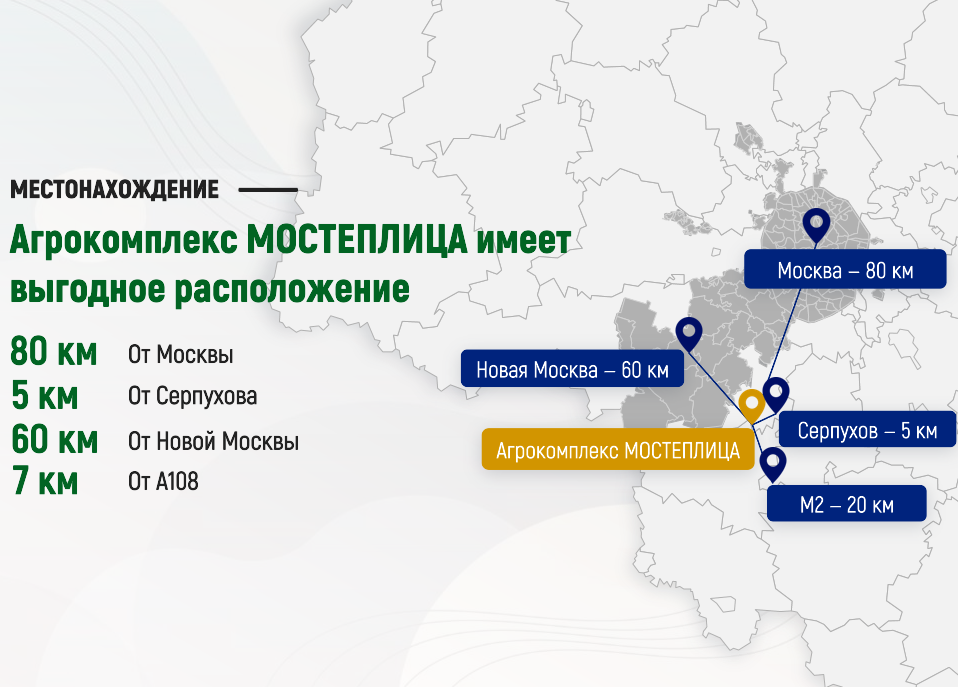 МЕСТОНАХОЖДЕНИЕ
Агрокомплекс МОСТЕПЛИЦА имеет
выгодное расположение
80 км От Москвы
5 км От Серпухова
60 км От Новой Москвы
7 км От А108
Москва – 80 км
Новая Москва – 60 км
Серпухов – 5 км
Агрокомплекс МОСТЕПЛИЦА
М2 – 20 км